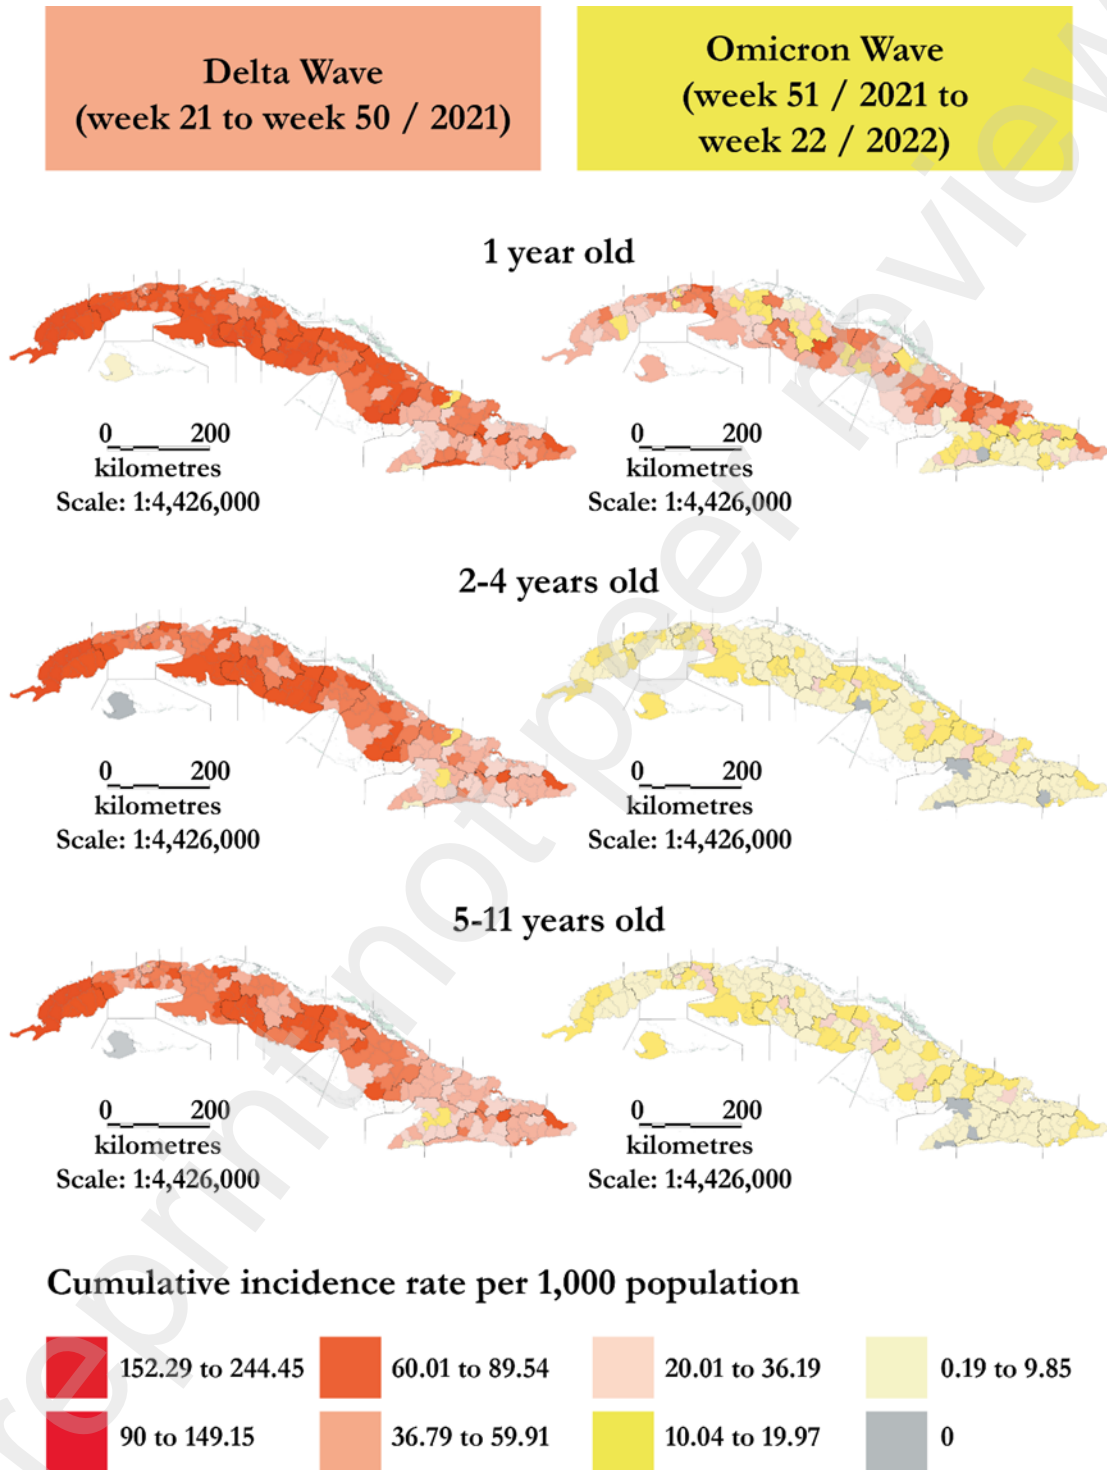 Delta Wave
(week 21 to week 50 / 2021)
Omicron Wave
(week 51 / 2021 to
week 22 / 2022)
1 year old
0 200
kilometres
Scale: 1:4,426,000
0 200
kilometres
Scale: 1:4,426,000
2-4 years old
0 200
kilometres
Scale: 1:4,426,000
0 200
kilometres
Scale: 1:4,426,000
5-11 years old
0 200
kilometres
Scale: 1:4,426,000
0 200
kilometres
Scale: 1:4,426,000
Cumulative incidence rate per 1,000 population
152.29 to 244.45
60.01 to 89.54
20.01 to 36.19
0.19 to 9.85
90 to 149.15
36.79 to 59.91
10.04 to 19.97
0
reprint not peer review